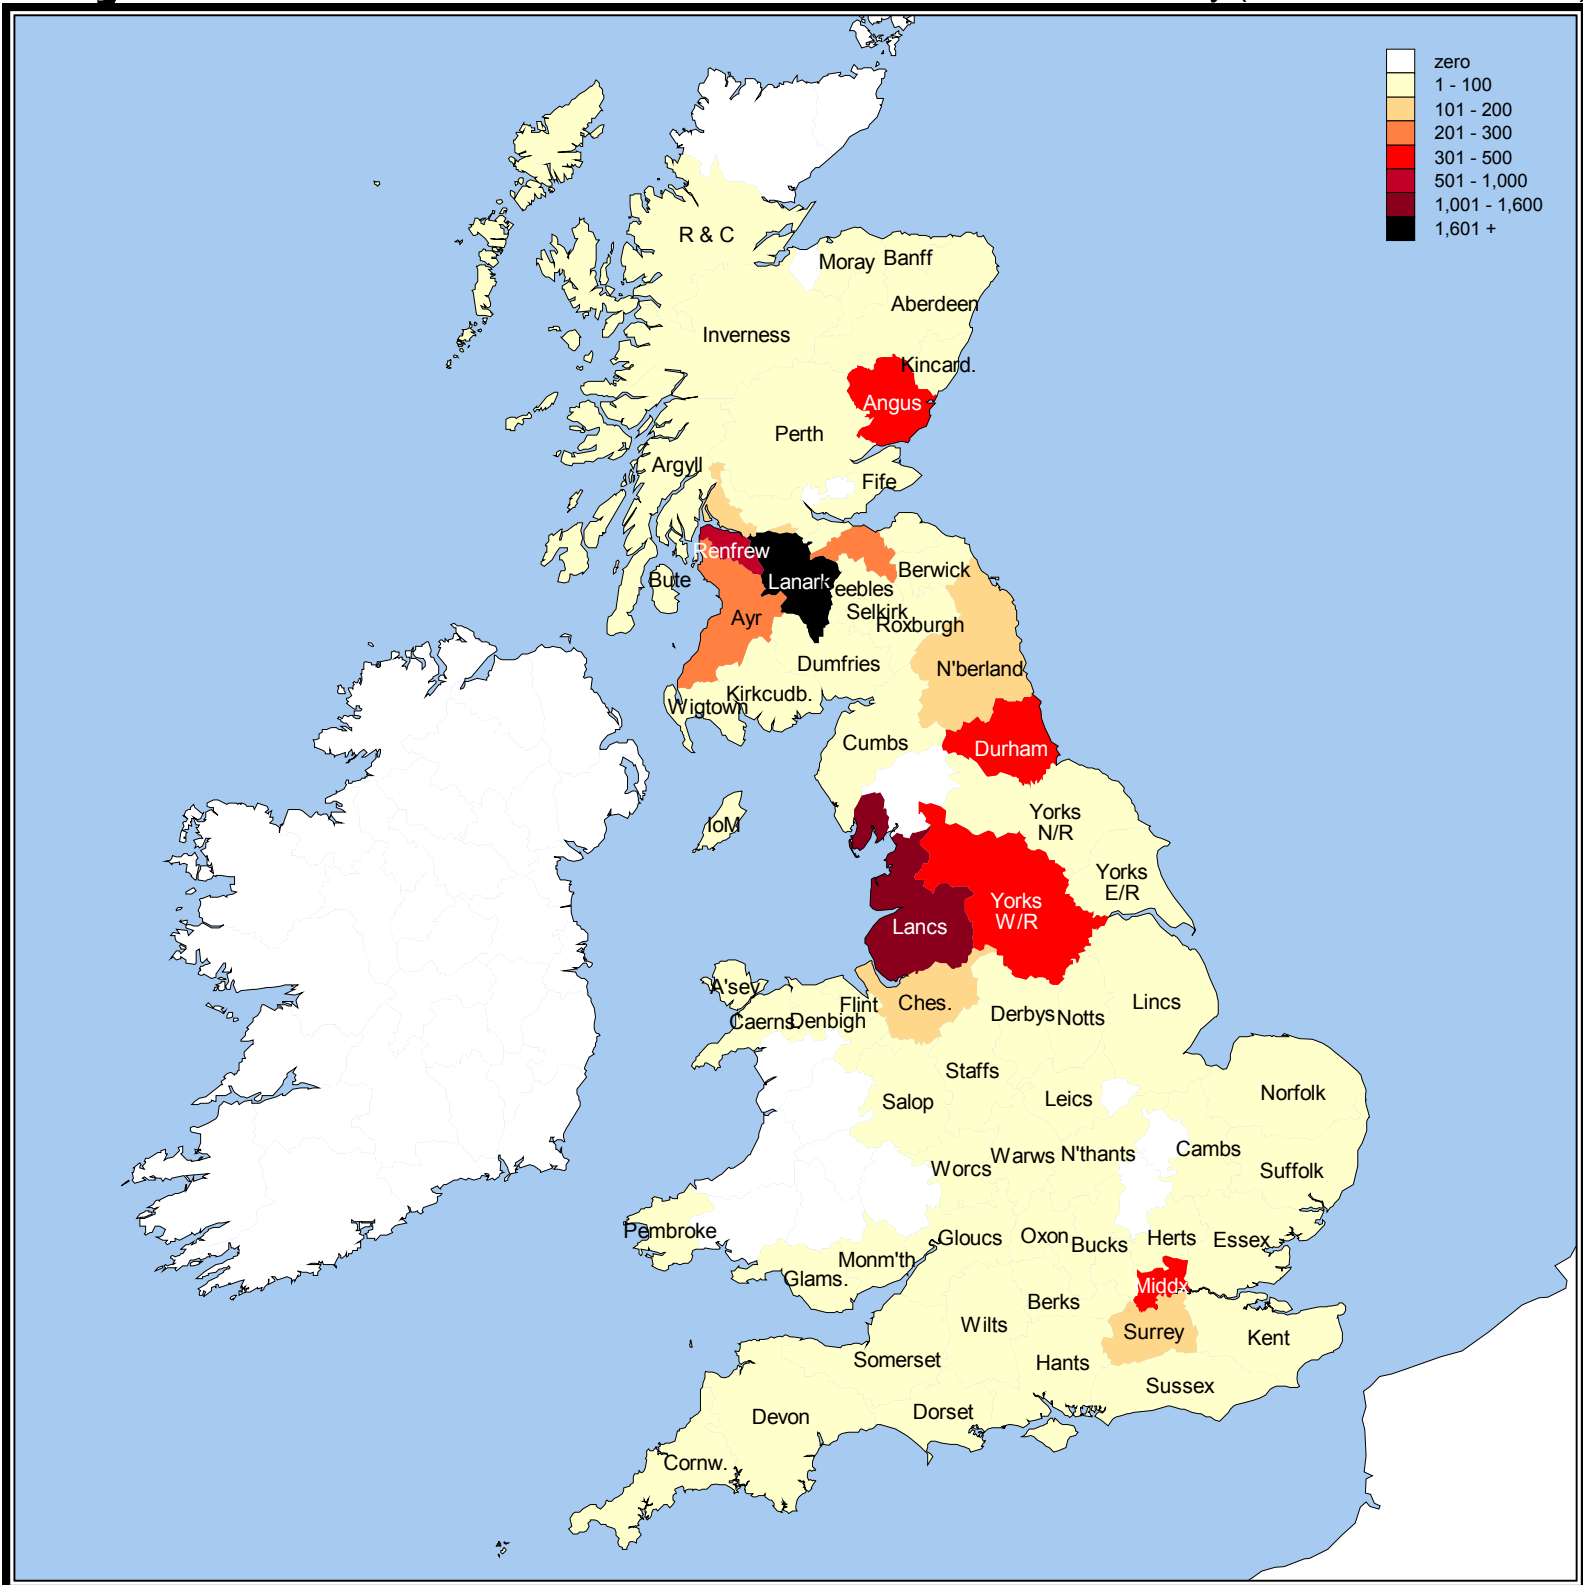 zero
1 - 100
101 - 200
201 - 300
301 - 500
501 - 1,000
1,001 - 1,600
1,601 +
R & C
Moray
Banff
Aberdeen
Inverness
Kincard.
Angus
Perth
Argyll
Fife
Renfrew
Lanark
Berwick
Bute
eebles
Selkirk
Roxburgh
Ayr
Dumfries
N'berland
Kirkcudb.
Wigtown
Cumbs
Durham
IoM
Yorks
N/R
Yorks
E/R
Yorks
W/R
Lancs
A'sey
Flint
Ches.
Caerns.
Denbigh
Derbys
Notts
Lincs
Staffs
Salop
Leics
Norfolk
Worcs
Warws
N'thants
Cambs
Suffolk
Pembroke
Gloucs
Oxon
Bucks
Herts
Essex
Monm'th
Glams.
Middx
Berks
Wilts
Surrey
Kent
Somerset
Hants
Sussex
Dorset
Devon
Cornw.